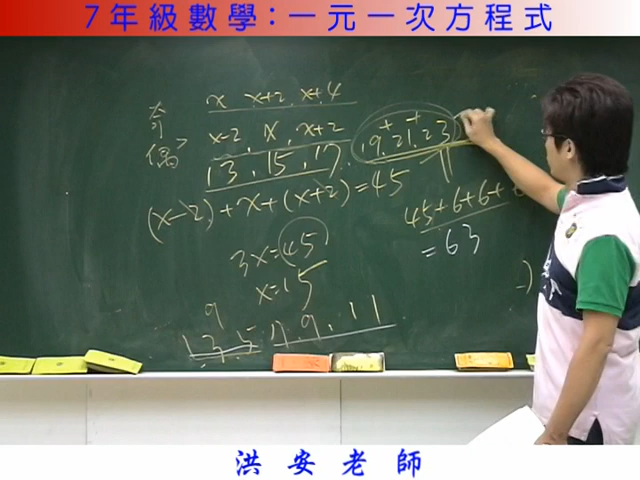 7年級數學:一元一次方程式
奇 x x+2, x+4
偶 x-2, x, x+2
13, 15, 17, 19+21+23
(x-2)+x+(x+2)=45
45+6+6+
=63
3x=45
x=15
9
1 3, 5 7, 9, 11
洪安老師